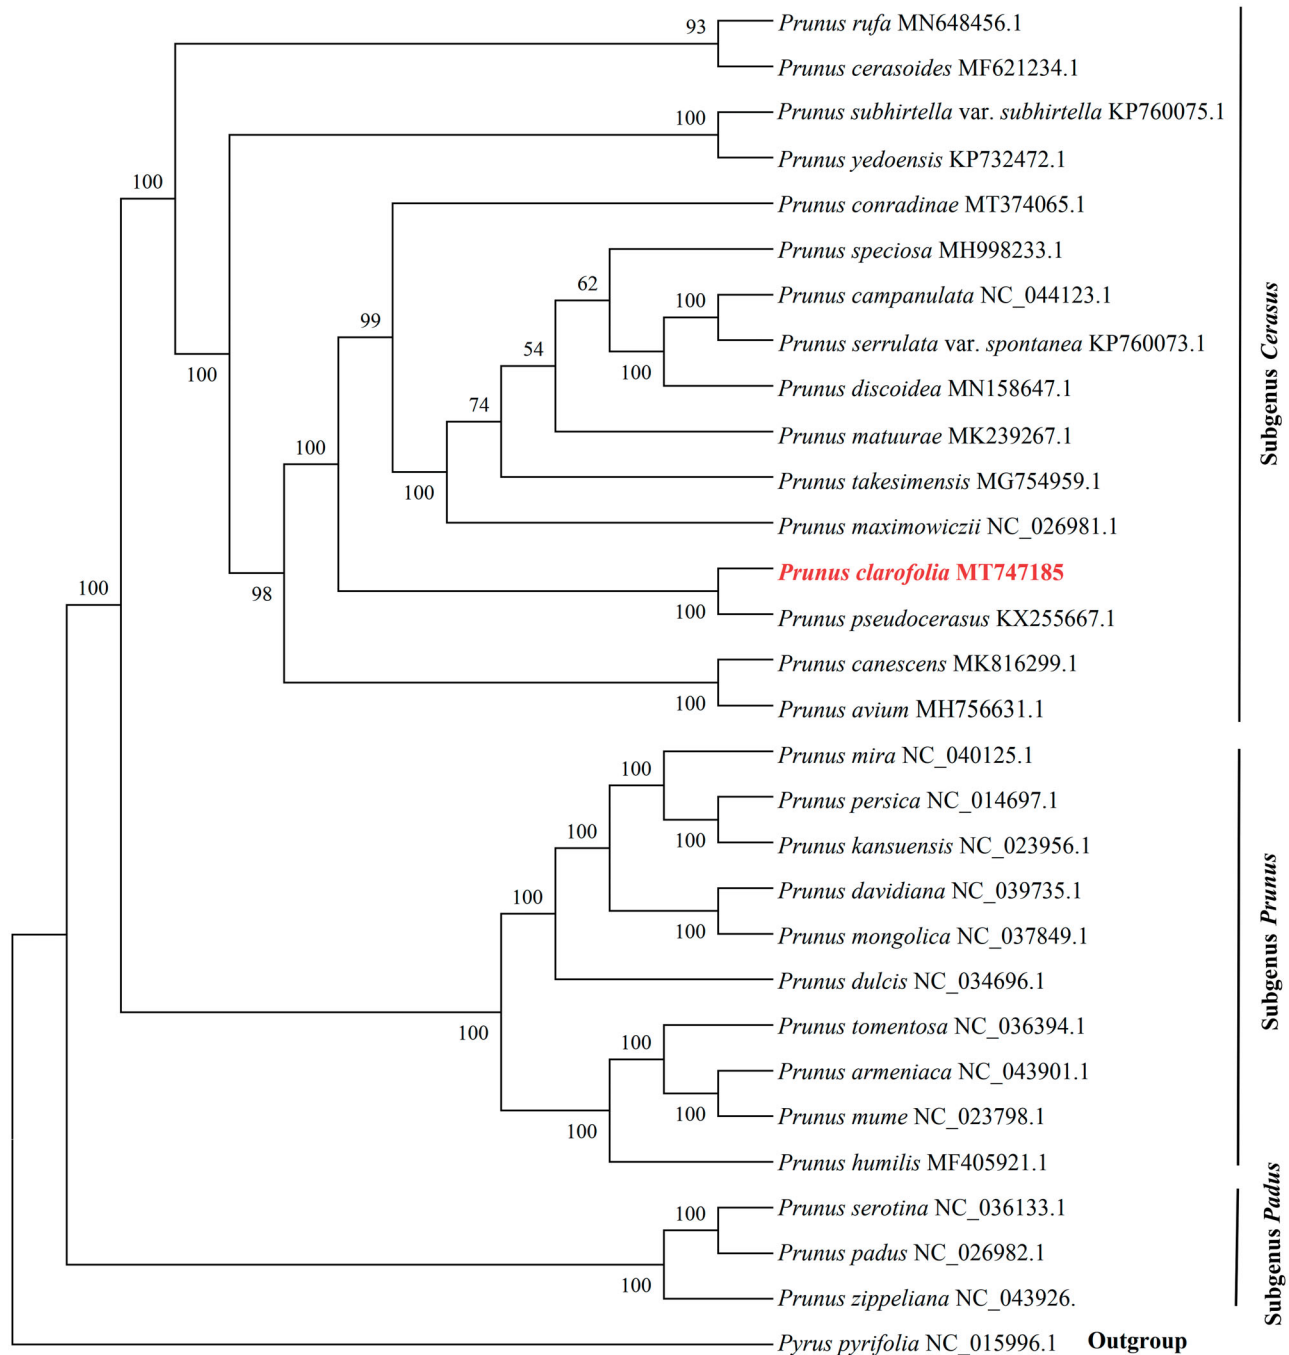 93
Prunus rufa MN648456.1
Prunus cerasoides MF621234.1
100
Prunus subhirtella var. subhirtella KP760075.1
Prunus yedoensis KP732472.1
100
Prunus conradinae MT374065.1
Prunus speciosa MH998233.1
62
100
Prunus campanulata NC_044123.1
99
Prunus serrulata var. spontanea KP760073.1
54
100
100
Prunus discoidea MN158647.1
74
Prunus matuurae MK239267.1
100
Prunus takesimensis MG754959.1
100
Prunus maximowiczii NC_026981.1
Prunus clarofolia MT747185
98
100
100
Prunus pseudocerasus KX255667.1
Prunus canescens MK816299.1
100
Prunus avium MH756631.1
Subgenus Cerasus
Prunus mira NC_040125.1
100
Prunus persica NC_014697.1
100
100
Prunus kansuensis NC_023956.1
100
Prunus davidiana NC_039735.1
100
Prunus mongolica NC_037849.1
Prunus dulcis NC_034696.1
100
Prunus tomentosa NC_036394.1
100
Prunus armeniaca NC_043901.1
100
Prunus mume NC_023798.1
100
Prunus humilis MF405921.1
Subgenus Prunus
Prunus serotina NC_036133.1
100
Prunus padus NC_026982.1
100
Prunus zippeliana NC_043926.
Subgenus Padus
Pyrus pyrifolia NC_015996.1 Outgroup